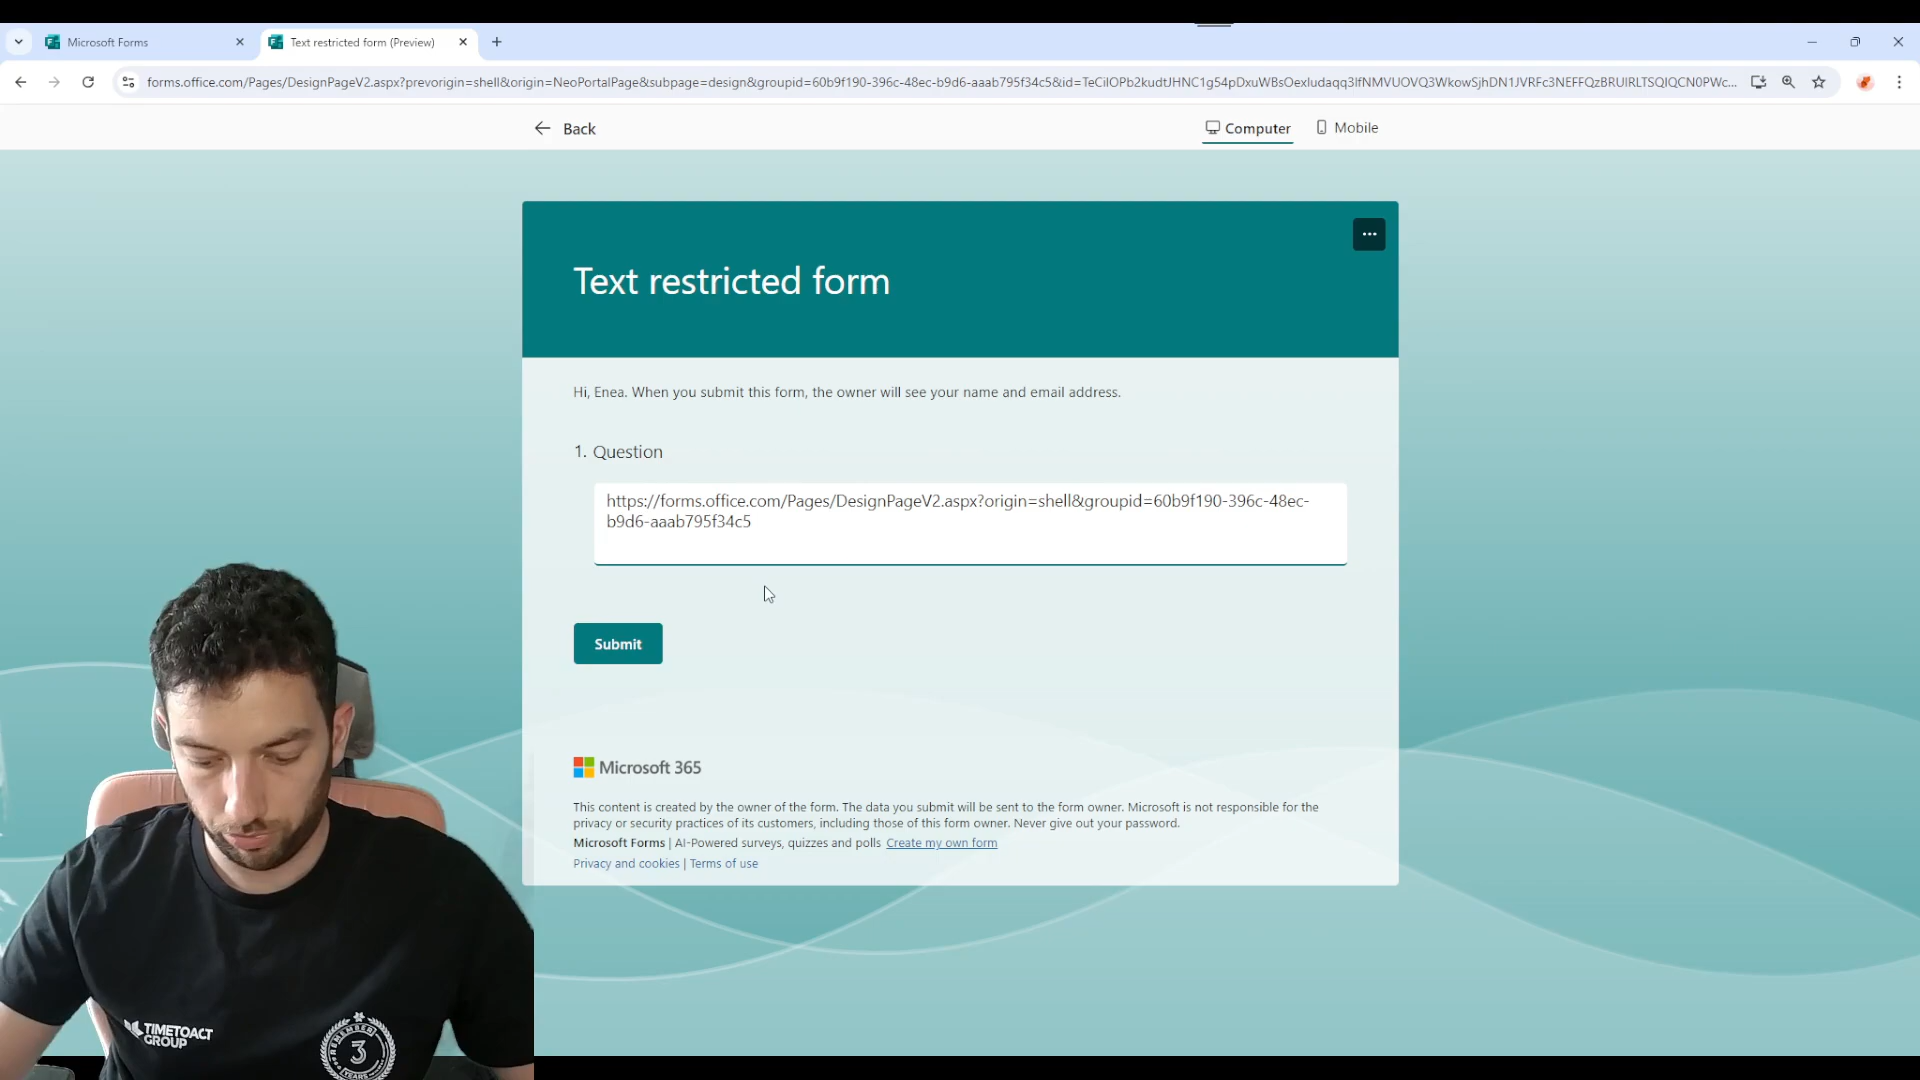 Microsoft Forms
Text restricted form (Preview)
forms.office.com/Pages/DesignPageV2.aspx?prevorigin=shell&origin=NeoPortalPage&subpage=design&groupid=60b9f190-396c-48ec-b9d6-aaab795f34c5&id=TeCilOPb2kudtJHNC1g54pDxuWBsOexIudaqq3lfNMVUOVQ3WkowSjhDN1JVRFc3NEFFQzBRUlRLTSQlQCN0PWc...
Back
Computer
Mobile
...
Text restricted form
Hi, Enea. When you submit this form, the owner will see your name and email address.
1. Question
https://forms.office.com/Pages/DesignPageV2.aspx?origin=shell&groupid=60b9f190-396c-48ec-
b9d6-aaab795f34c5
Submit
Microsoft 365
This content is created by the owner of the form. The data you submit will be sent to the form owner. Microsoft is not responsible for the
privacy or security practices of its customers, including those of this form owner. Never give out your password.
Microsoft Forms | AI-Powered surveys, quizzes and polls Create my own form
Privacy and cookies | Terms of use
TIMETOACT
GROUP
MEMBER
3
YEARS